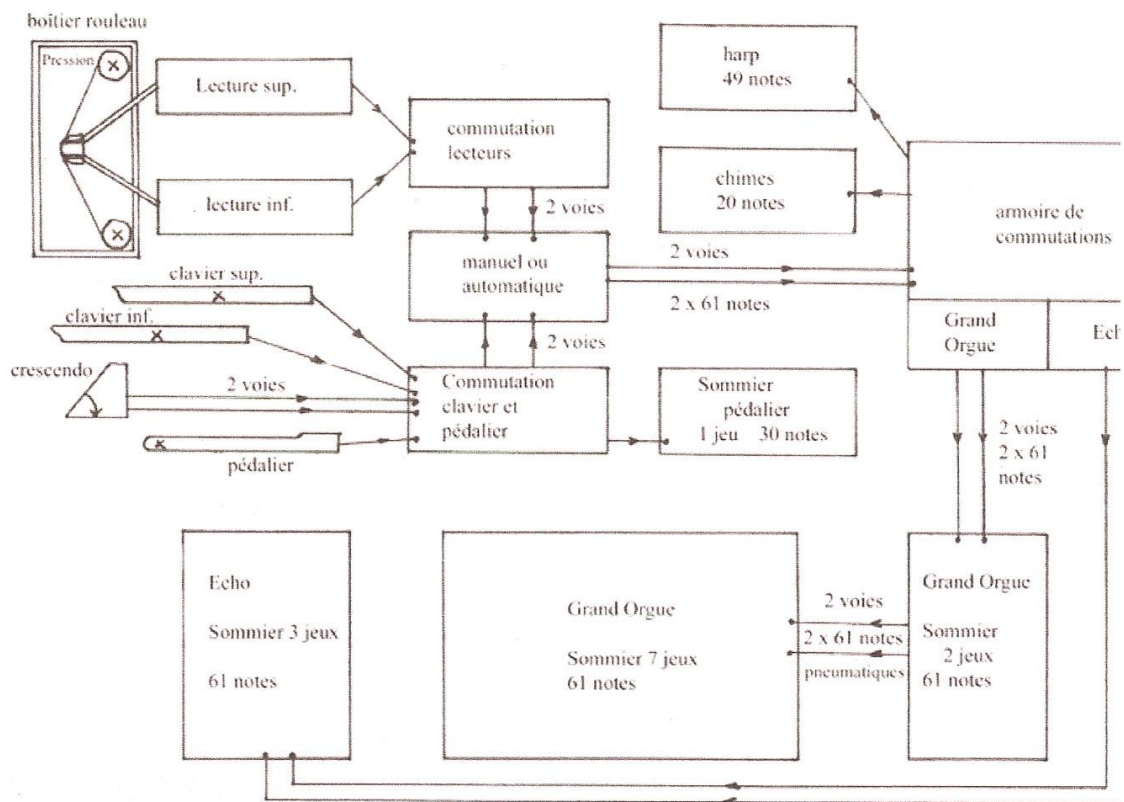 boîtier rouleau
Pression
Lecture sup.
lecture inf.
commutation
lecteurs
2 voies
harp
49 notes
chimes
20 notes
armoire de
commutations
manuel ou
automatique
2 voies
2 x 61 notes
clavier sup.
clavier inf.
crescendo
2 voies
pédalier
2 voies
Commutation
clavier et
pédalier
Sommier
pédalier
1 jeu 30 notes
Grand
Orgue
Ech
2 voies
2 x 61
notes
Echo
Sommier 3 jeux
61 notes
Grand Orgue
Sommier 7 jeux
61 notes
2 voies
2 x 61 notes
pneumatiques
Grand Orgue
Sommier
2 jeux
61 notes